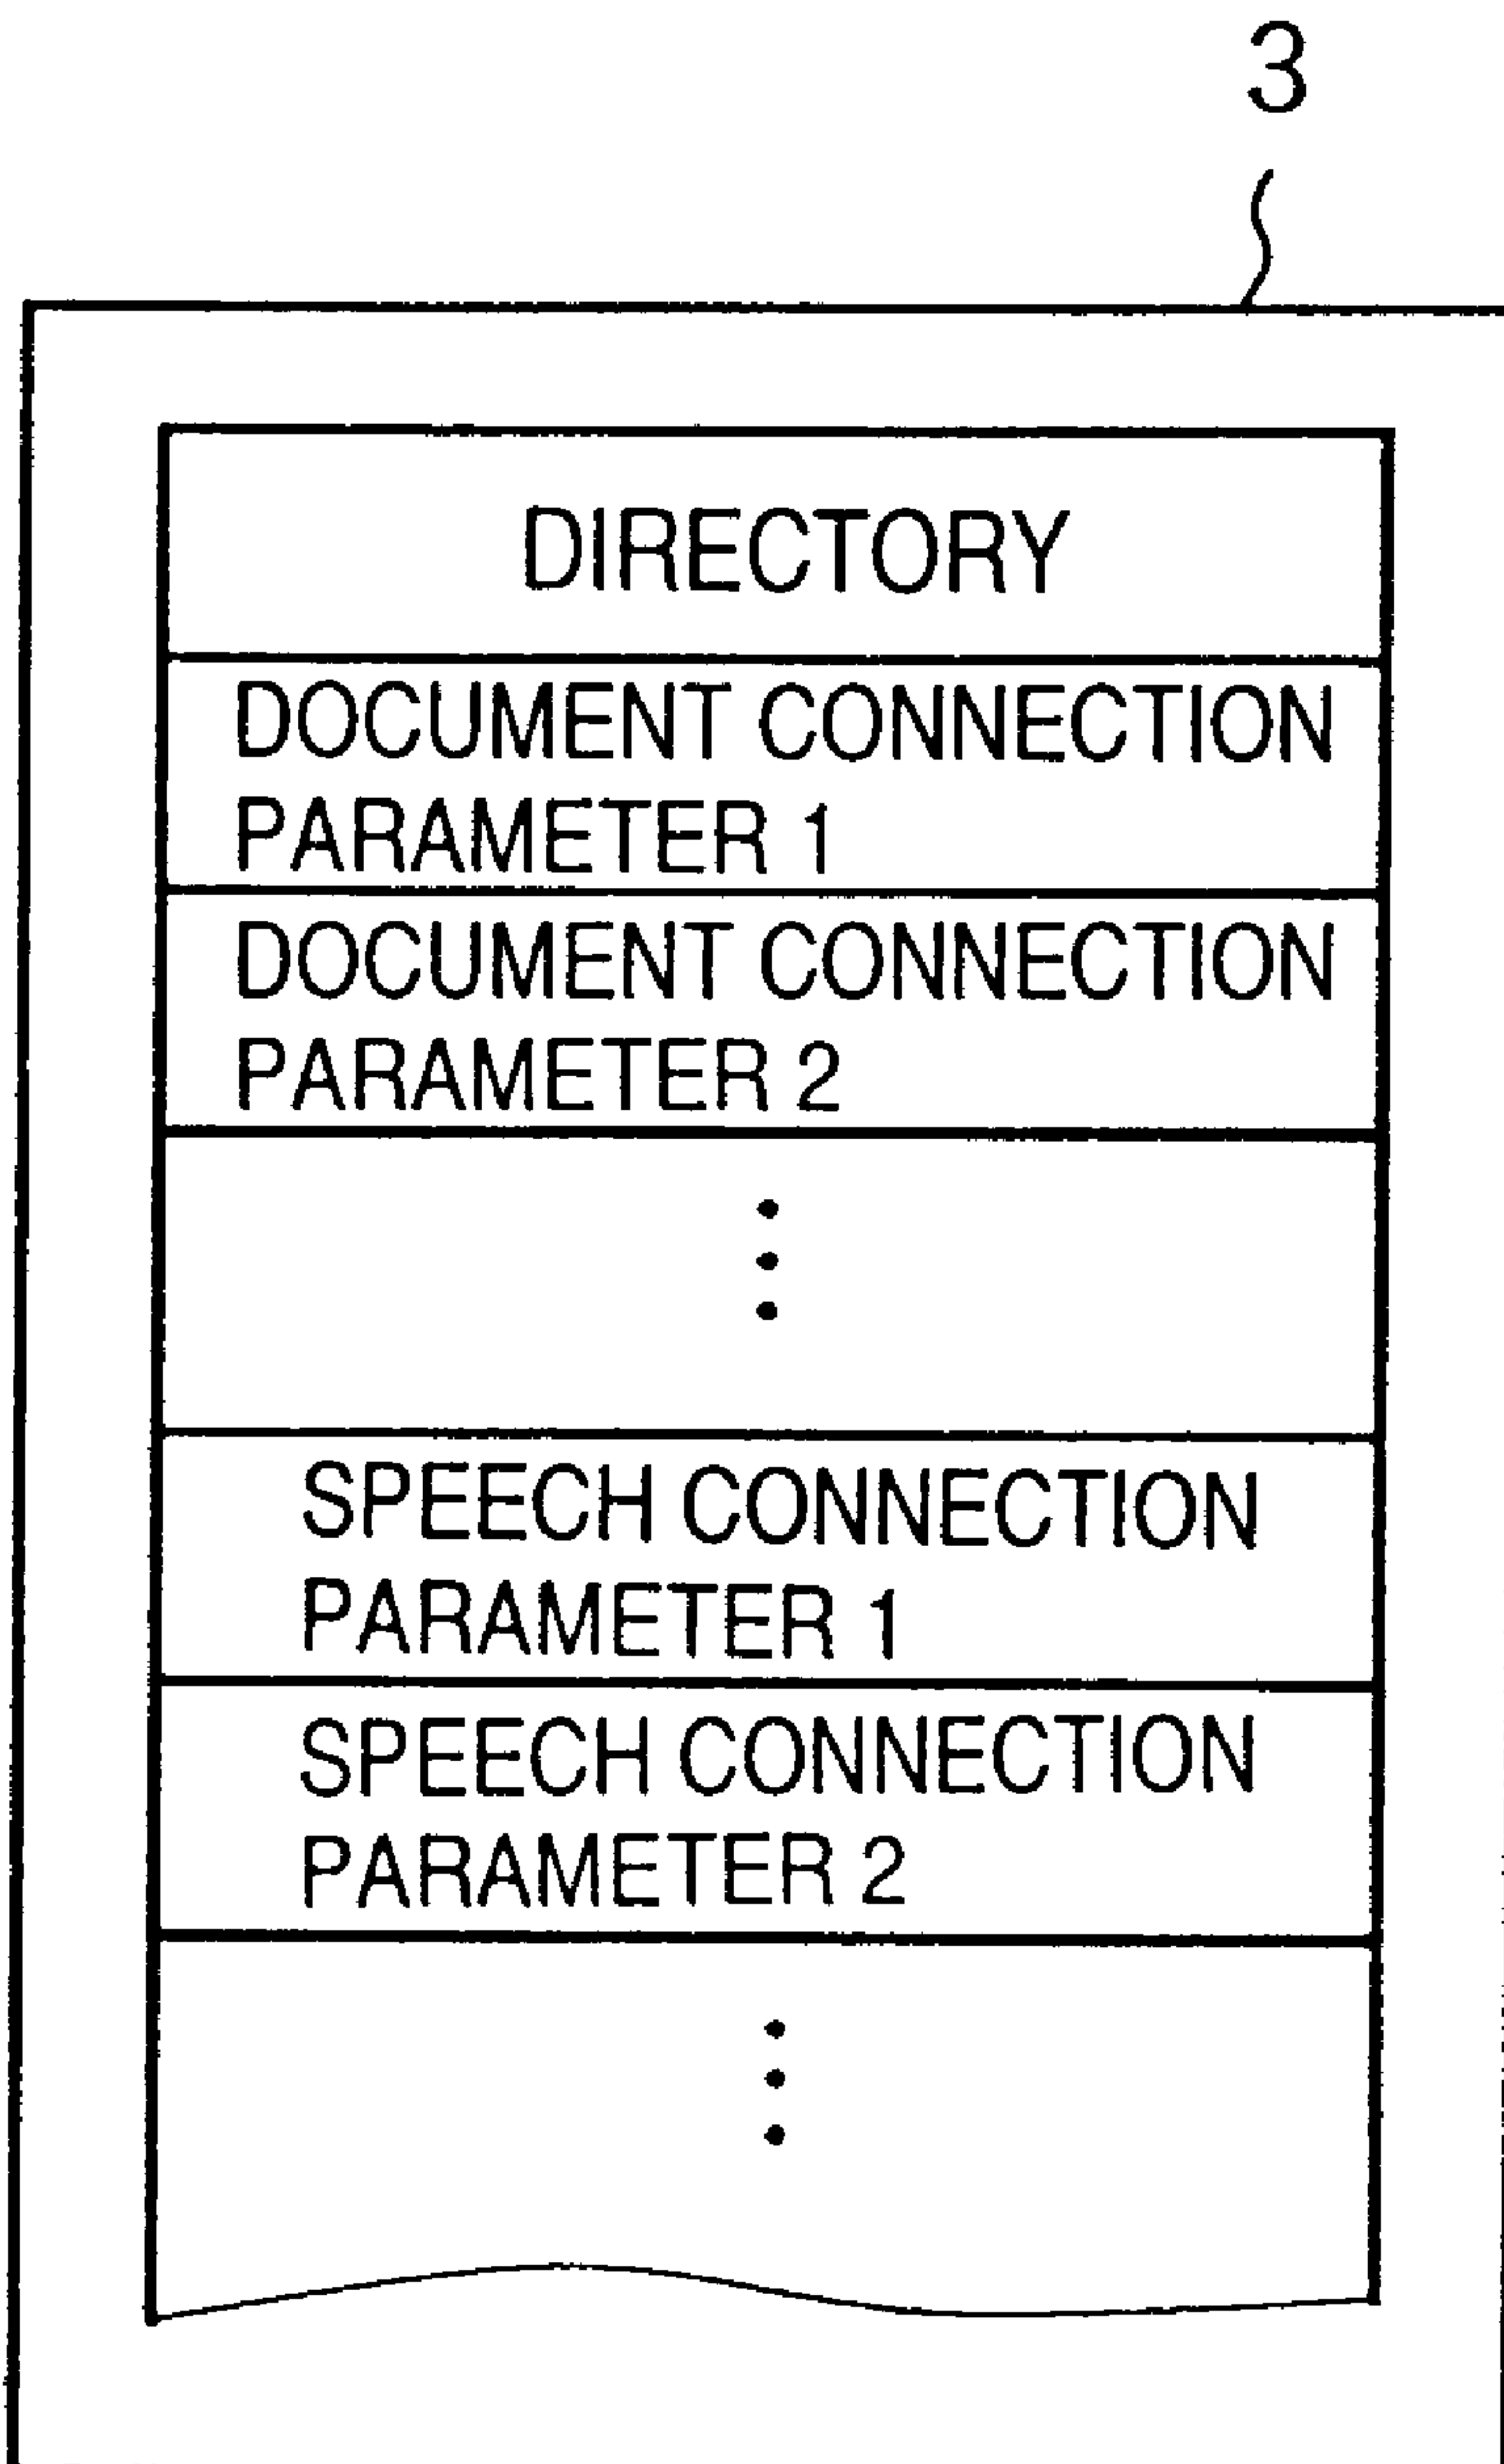 3
DIRECTORY
DOCUMENT CONNECTION
PARAMETER 1
DOCUMENT CONNECTION
PARAMETER 2
SPEECH CONNECTION
PARAMETER 1
SPEECH CONNECTION
PARAMETER 2